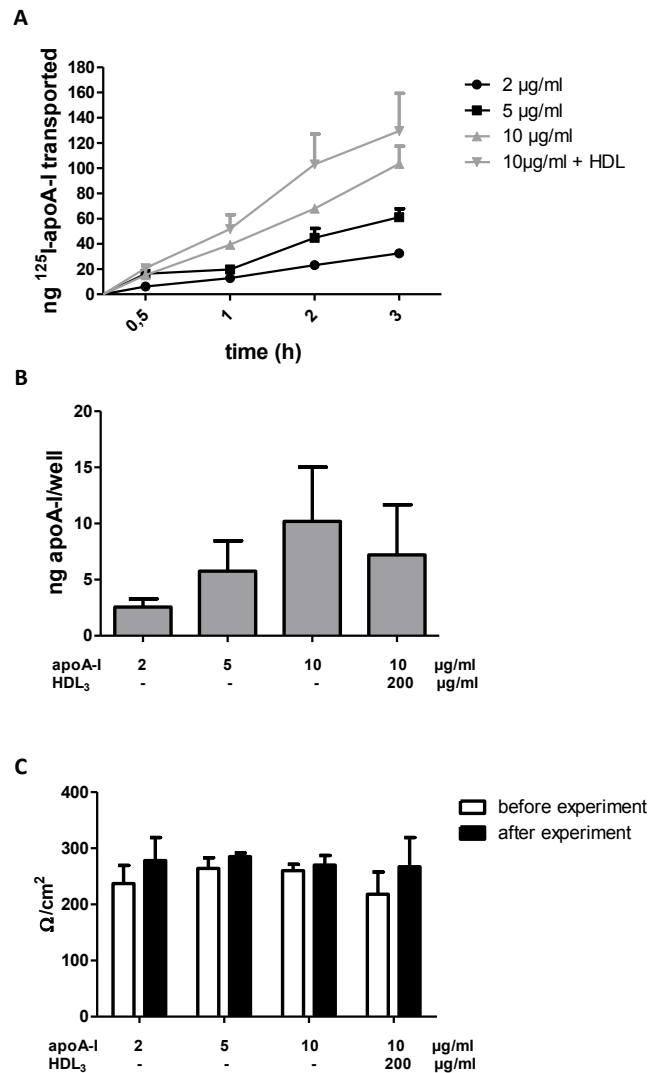 A
ng ¹²⁵I-apoA-I transported
180
160
140
120
100
80
60
40
20
0
0,5
1
2
3
time (h)
2 µg/ml
5 µg/ml
10 µg/ml
10µg/ml + HDL
B
ng apoA-I/well
20
15
10
5
0
apoA-I 2 5 10 10 µg/ml
HDL₃ - - - 200 µg/ml
C
Ω/cm²
400
300
200
100
0
before experiment
after experiment
apoA-I 2 5 10 10 µg/ml
HDL₃ - - - 200 µg/ml